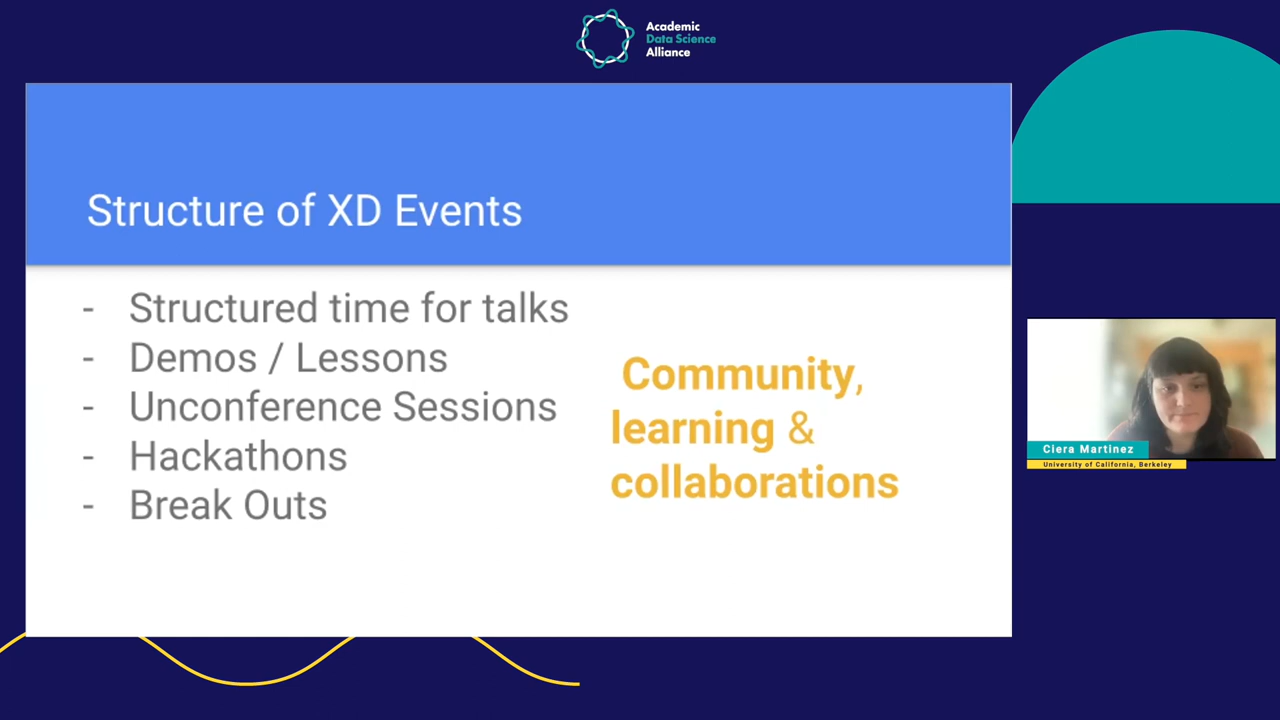 Academic
Data Science
Alliance
Structure of XD Events
- Structured time for talks
- Demos / Lessons
- Unconference Sessions
- Hackathons
- Break Outs
Community,
learning &
collaborations
Ciera Martinez
University of California, Berkeley